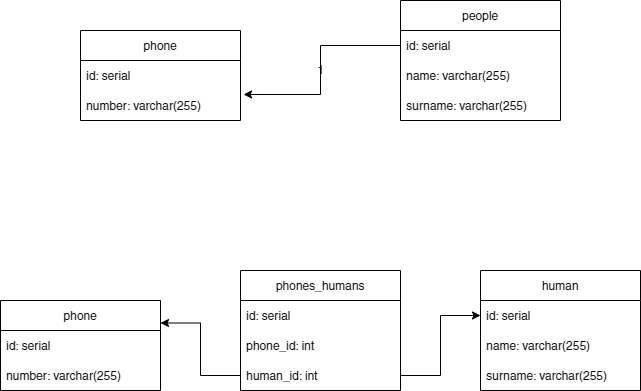 people
id: serial
name: varchar(255)
surname: varchar(255)
phone
id: serial
number: varchar(255)
1
phones_humans
id: serial
phone_id: int
human_id: int
human
id: serial
name: varchar(255)
surname: varchar(255)
phone
id: serial
number: varchar(255)